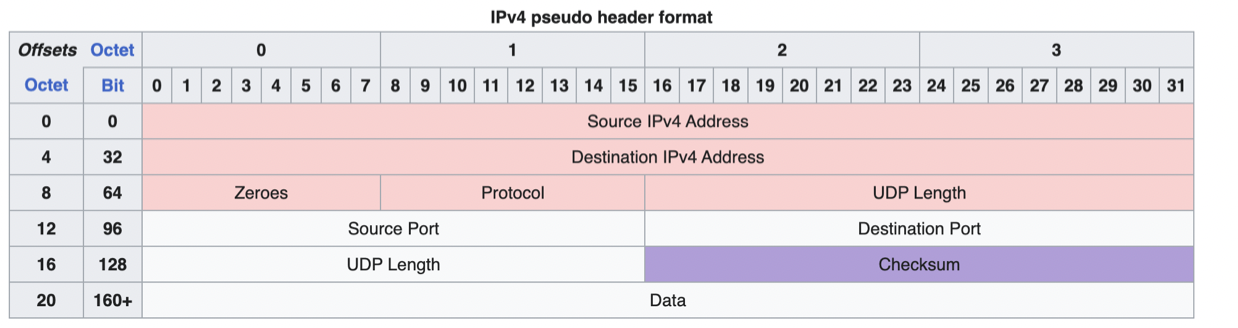 IPv4 pseudo header format
Offsets Octet 0 1 2 3
Octet Bit 0 1 2 3 4 5 6 7 8 9 10 11 12 13 14 15 16 17 18 19 20 21 22 23 24 25 26 27 28 29 30 31
0 0 Source IPv4 Address
4 32 Destination IPv4 Address
8 64 Zeroes Protocol UDP Length
12 96 Source Port Destination Port
16 128 UDP Length Checksum
20 160+ Data